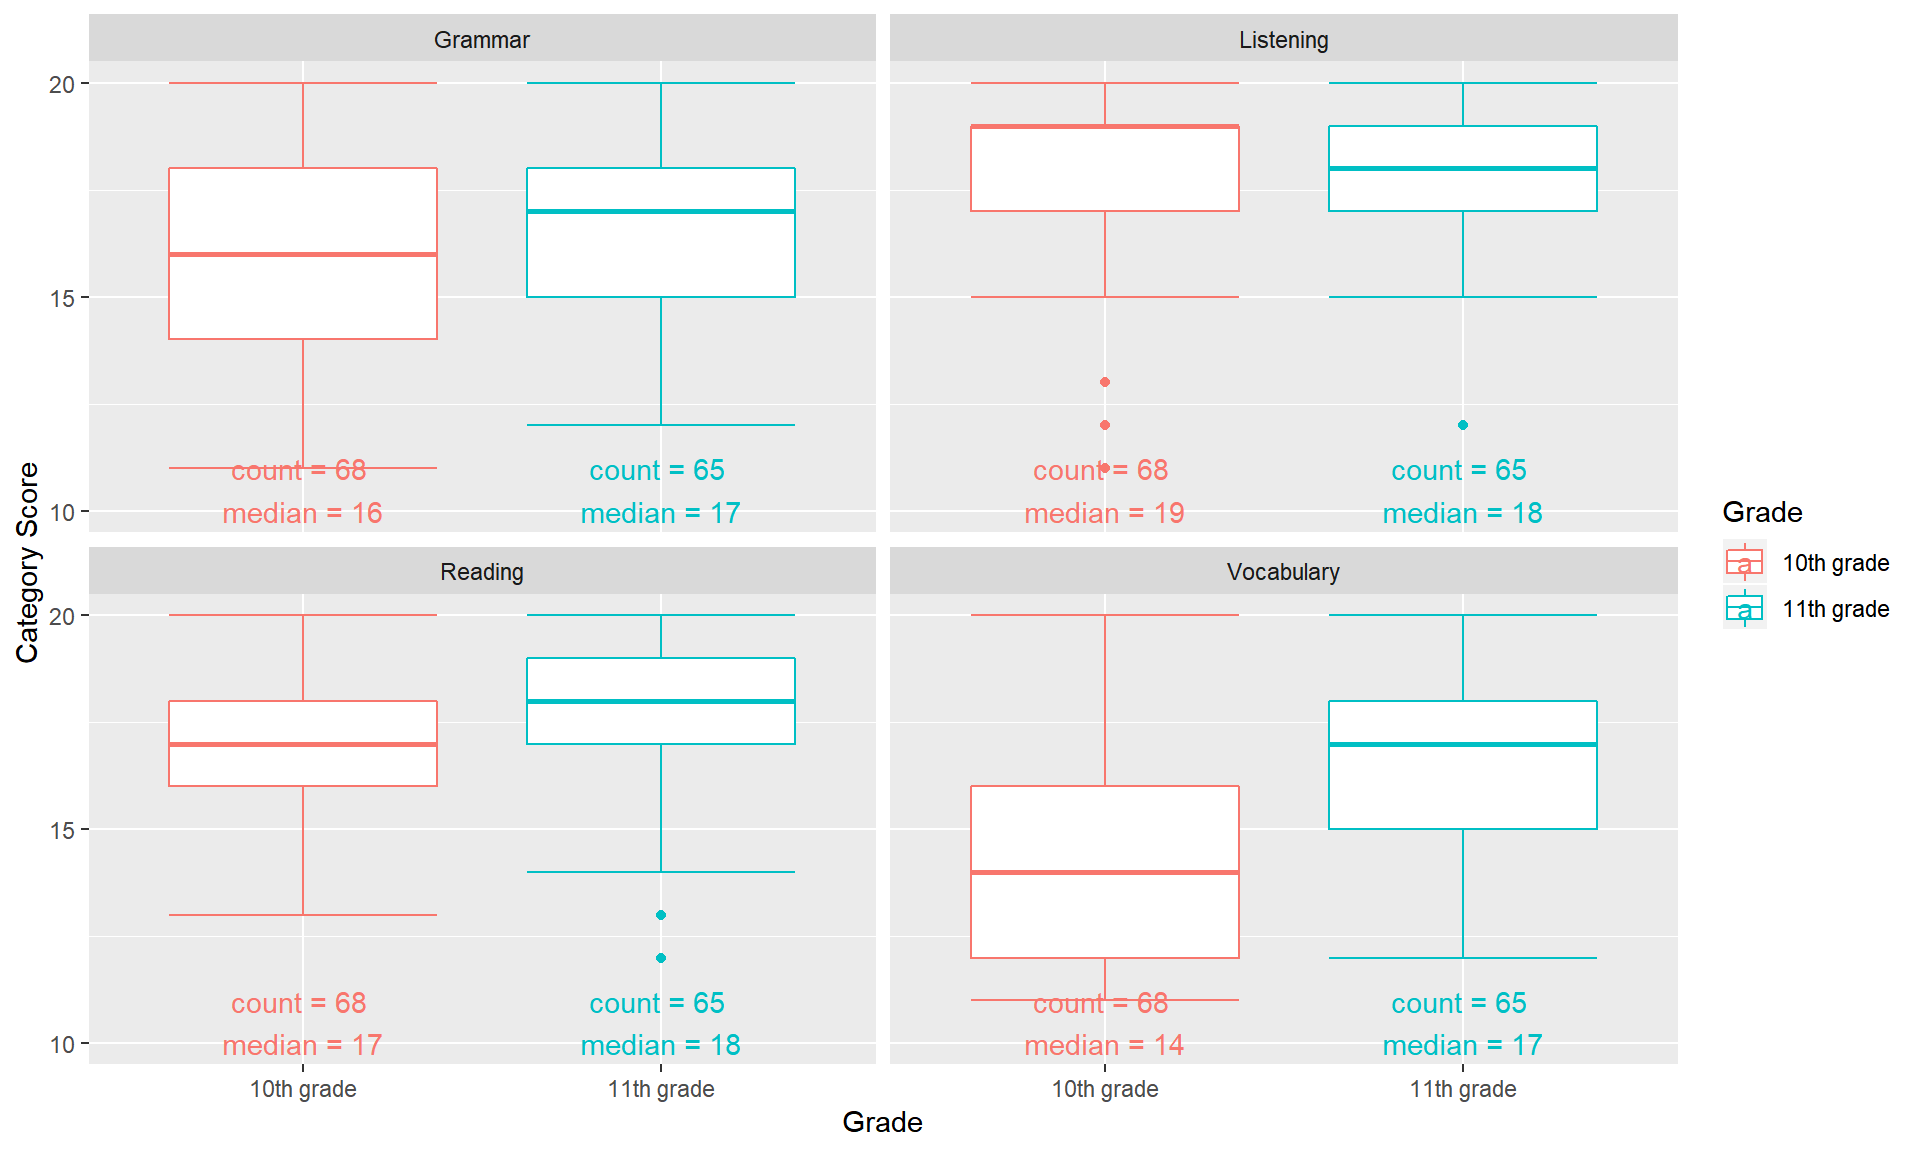 Grammar
Listening
20
15
10
count = 68
count = 65
count = 68
count = 65
median = 16
median = 17
median = 19
median = 18
Category Score
Reading
Vocabulary
20
15
10
count = 68
count = 65
count = 68
count = 65
median = 17
median = 18
median = 14
median = 17
10th grade
11th grade
10th grade
11th grade
Grade
Grade
a 10th grade
a 11th grade